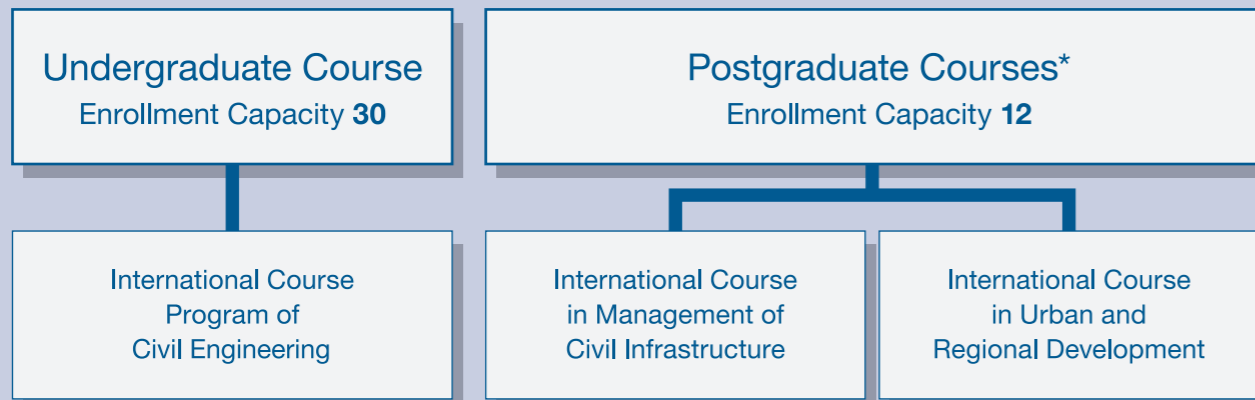 Undergraduate Course
Enrollment Capacity 30
Postgraduate Courses*
Enrollment Capacity 12
International Course
Program of
Civil Engineering
International Course
in Management of
Civil Infrastructure
International Course
in Urban and
Regional Development